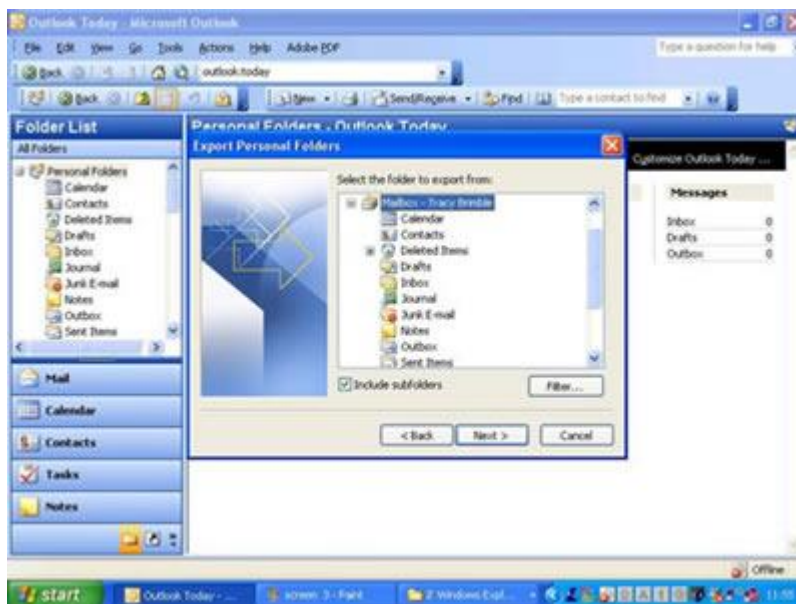 Outlook Today - Microsoft Outlook
File Edit View Go Tools Actions Help Adobe PDF
Type a question for help
Back
outlook:today
Back
New
Send/Receive
Find
Type a contact to find
Folder List
Personal Folders - Outlook Today
All Folders
Personal Folders
Calendar
Contacts
Deleted Items
Drafts
Inbox
Journal
Junk E-mail
Notes
Outbox
Sent Items
Export Personal Folders
Select the folder to export from:
Mailbox - Tracy Brimble
Calendar
Contacts
Deleted Items
Drafts
Inbox
Journal
Junk E-mail
Notes
Outbox
Sent Items
Include subfolders
Filter...
< Back
Next >
Cancel
Customize Outlook Today ...
Messages
Inbox 0
Drafts 0
Outbox 0
Mail
Calendar
Contacts
Tasks
Notes
Offline
start
Outlook Today - ...
screen 3 - Paint
2 Windows Expl...